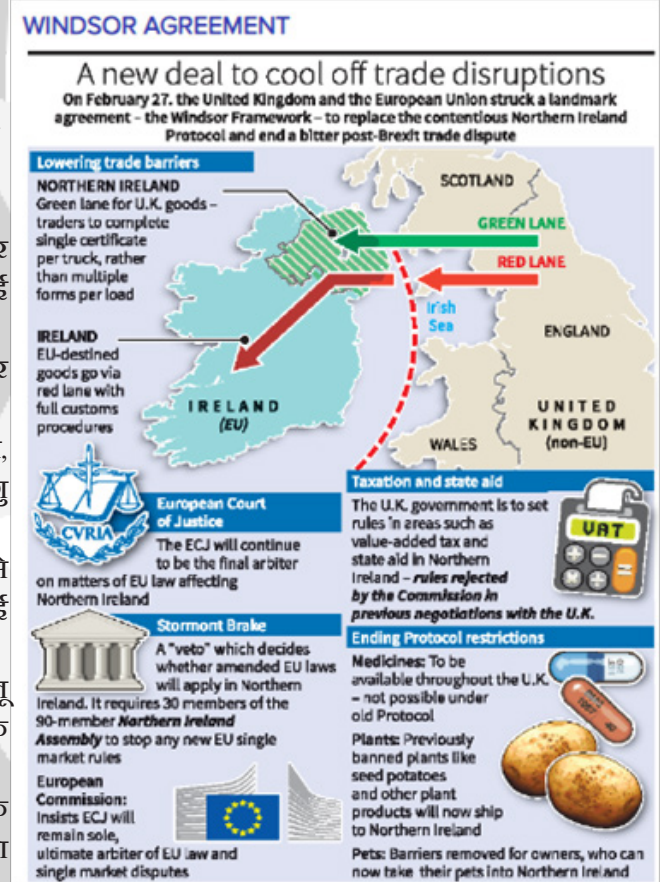 WINDSOR AGREEMENT
A new deal to cool off trade disruptions
On February 27. the United Kingdom and the European Union struck a landmark
agreement – the Windsor Framework – to replace the contentious Northern Ireland
Protocol and end a bitter post-Brexit trade dispute
Lowering trade barriers
NORTHERN IRELAND
Green lane for U.K. goods –
traders to complete
single certificate
per truck, rather
than multiple
forms per load
IRELAND
EU-destined
goods go via
red lane with
full customs
procedures
SCOTLAND
GREEN LANE
RED LANE
Irish
Sea
ENGLAND
IRELAND
(EU)
UNITED
KINGDOM
(non-EU)
WALES
CVRIA
European Court
of Justice
The ECJ will continue
to be the final arbiter
on matters of EU law affecting
Northern Ireland
Stormont Brake
A "veto" which decides
whether amended EU laws
will apply in Northern
Ireland. It requires 30 members of the
90-member Northern Ireland
Assembly to stop any new EU single
market rules
European
Commission:
Insists ECJ will
remain sole,
ultimate arbiter of EU law and
single market disputes
Taxation and state aid
The U.K. government is to set
rules in areas such as
value-added tax and
state aid in Northern
Ireland – rules rejected
by the Commission in
previous negotiations with the U.K.
VAT
Ending Protocol restrictions
Medicines: To be
available throughout the U.K.
– not possible under
old Protocol
Plants: Previously
banned plants like
seed potatoes
and other plant
products will now ship
to Northern Ireland
Pets: Barriers removed for owners, who can
now take their pets into Northern Ireland